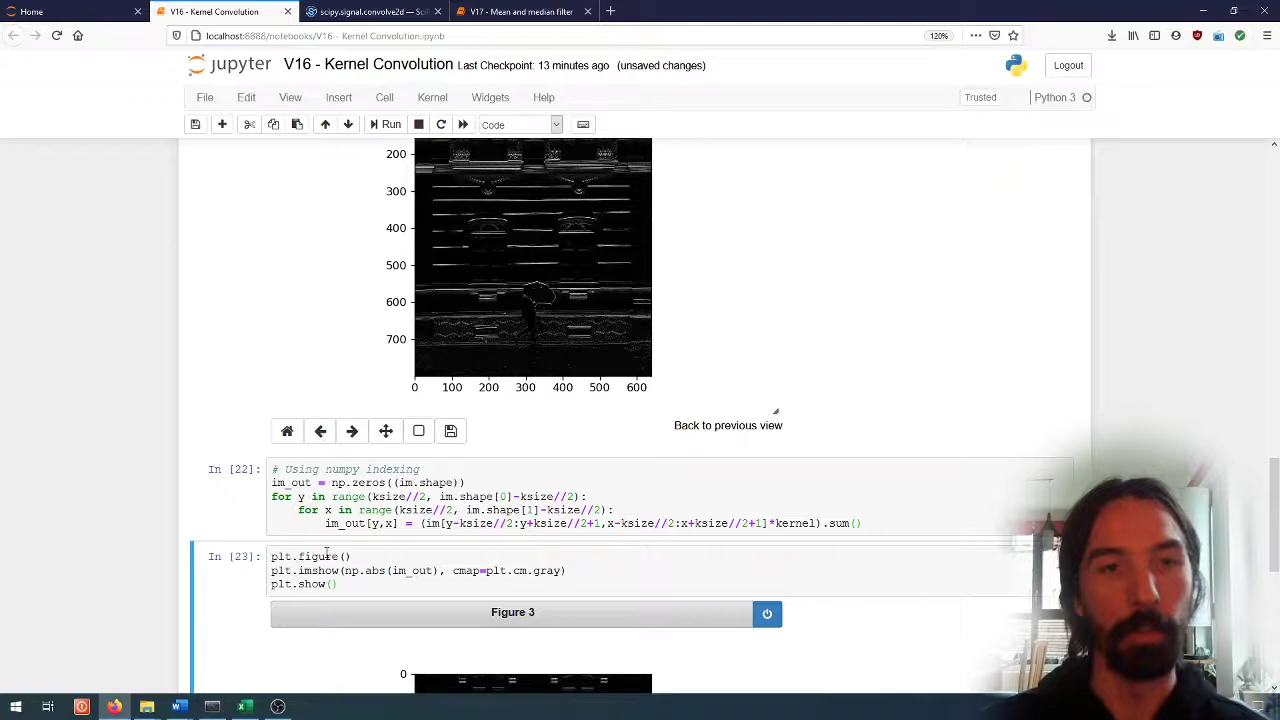 Home
V16 - Kernel Convolution
scipy.signal.convolve2d — Sci
V17 - Mean and median filter
localhost:8888/notebooks/V16 - Kernel Convolution.ipynb
120%
jupyter V16 - Kernel Convolution Last Checkpoint: 13 minutes ago (unsaved changes)
Logout
File Edit View Insert Cell Kernel Widgets Help
Trusted
Python 3
Run
Code
200
300
400
500
600
700
0 100 200 300 400 500 600
Back to previous view
In [22]: # Using numpy indexing
im_out = np.zeros((im.shape))
for y in range(ksize//2, im.shape[0]-ksize//2):
for x in range(ksize//2, im.shape[1]-ksize//2):
im_out[y,x] = (im[y-ksize//2:y+ksize//2+1,x-ksize//2:x+ksize//2+1]*kernel).sum()
In [23]: plt.figure()
plt.imshow(np.abs(im_out), cmap=plt.cm.gray)
plt.show()
Figure 3
0